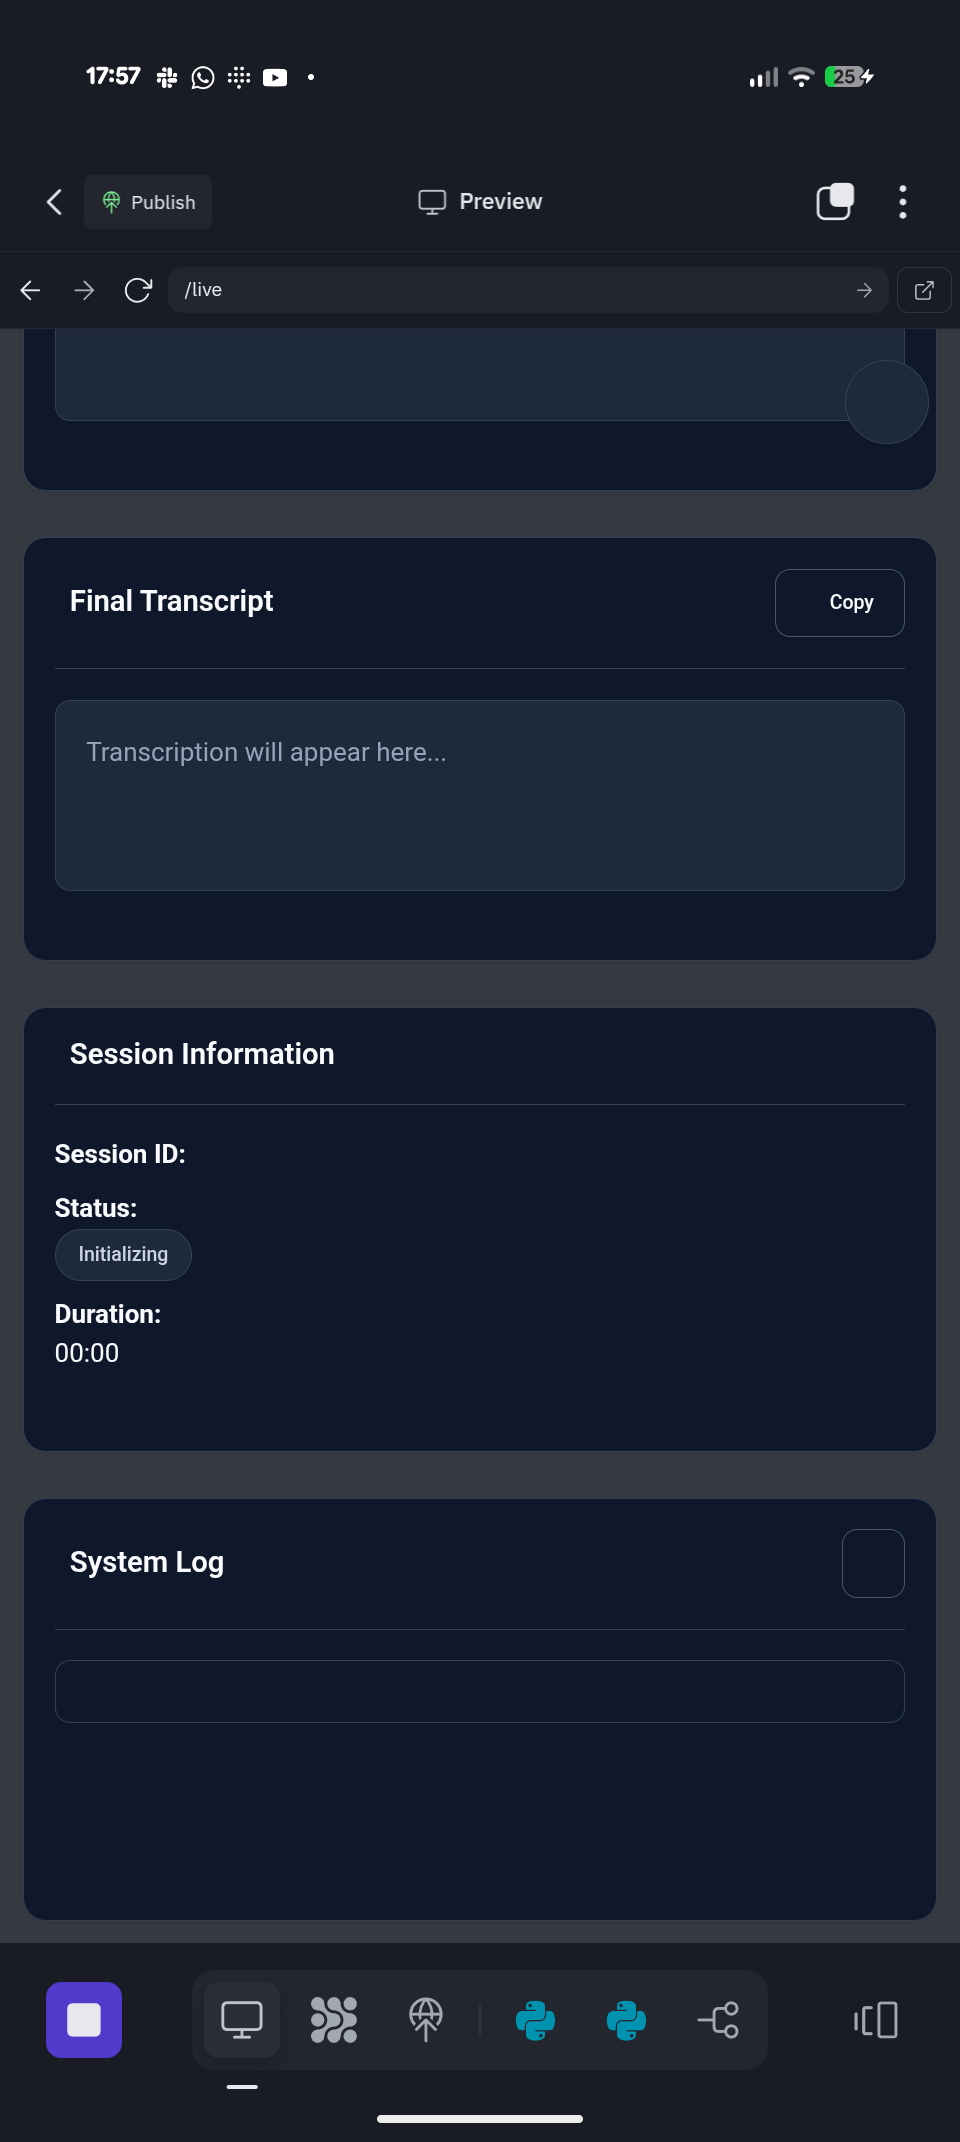 17:57
25
Publish
Preview
/live
Final Transcript
Copy
Transcription will appear here...
Session Information
Session ID:
Status:
Initializing
Duration:
00:00
System Log